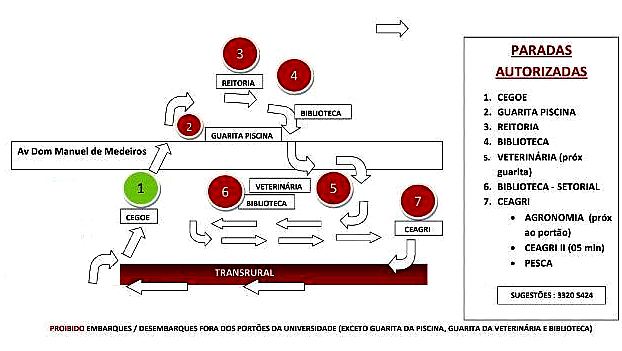 PARADAS
AUTORIZADAS
1. CEGOE
2. GUARITA PISCINA
3. REITORIA
4. BIBLIOTECA
5. VETERINÁRIA (próx
guarita)
6. BIBLIOTECA - SETORIAL
7. CEAGRI
• AGRONOMIA (próx
ao portão)
• CEAGRI II (05 min)
• PESCA
SUGESTÕES : 3320 5424
3
REITORIA
4
BIBLIOTECA
2
GUARITA PISCINA
Av Dom Manuel de Medeiros
1
CEGOE
6
VETERINÁRIA
BIBLIOTECA
5
7
CEAGRI
TRANSRURAL
PROIBIDO EMBARQUES / DESEMBARQUES FORA DOS PORTÕES DA UNIVERSIDADE (EXCETO GUARITA DA PISCINA, GUARITA DA VETERINÁRIA E BIBLIOTECA)